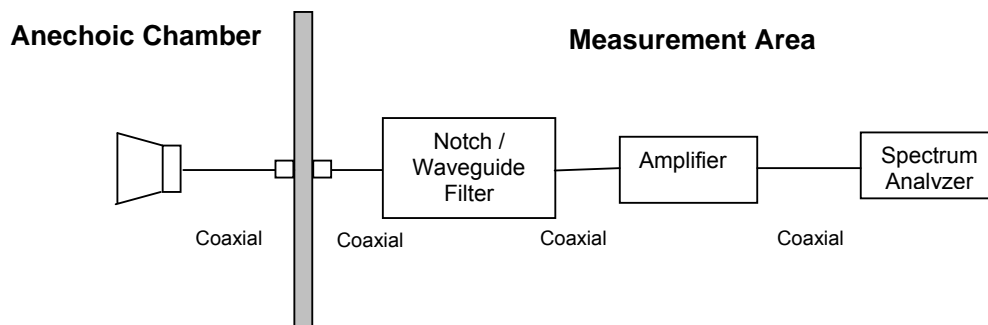 Anechoic Chamber
Measurement Area
Notch /
Waveguide
Filter
Amplifier
Spectrum
Analvzer
Coaxial
Coaxial
Coaxial
Coaxial